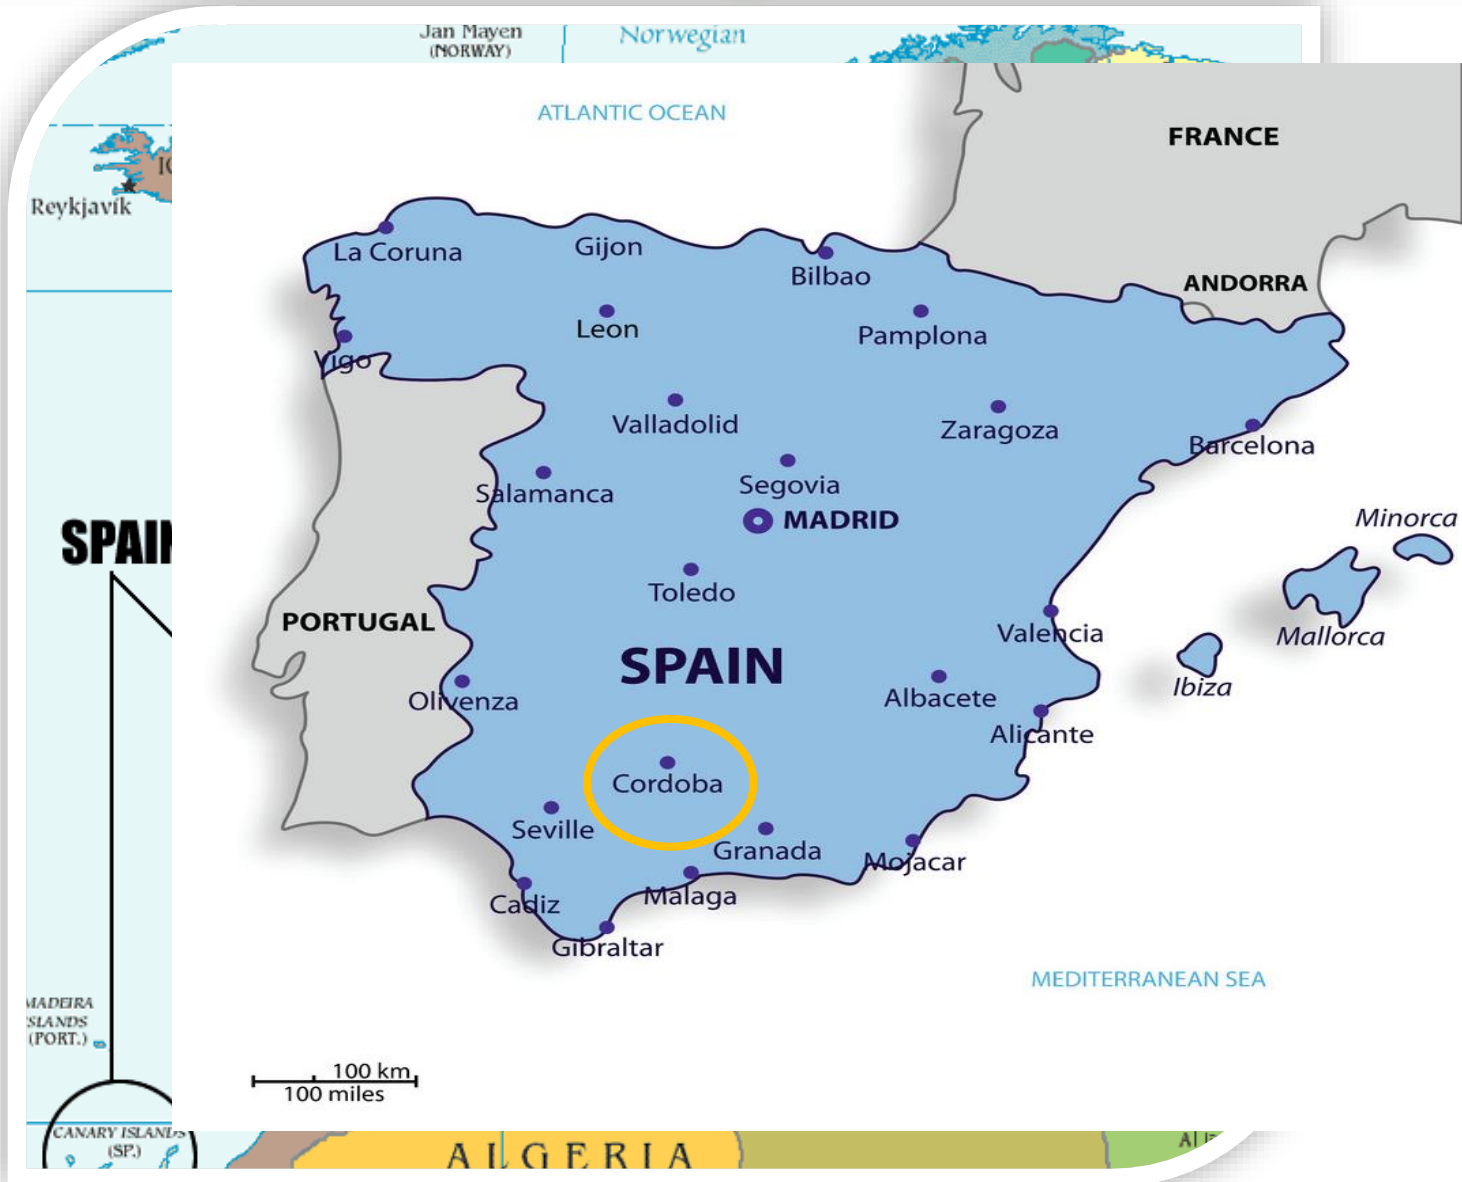 Jan Mayen
(NORWAY)
Norwegian
ATLANTIC OCEAN
FRANCE
Reykjavík
La Coruna
Gijon
Bilbao
ANDORRA
Leon
Pamplona
Vigo
Valladolid
Zaragoza
Barcelona
Salamanca
Segovia
MADRID
Minorca
SPAIN
Toledo
PORTUGAL
Valencia
Mallorca
SPAIN
Ibiza
Olivenza
Albacete
Alicante
Cordoba
Seville
Granada
Mojacar
Cadiz
Malaga
Gibraltar
MEDITERRANEAN SEA
MADEIRA
ISLANDS
(PORT.)
100 km
100 miles
CANARY ISLANDS
(SP.)
ALGERIA